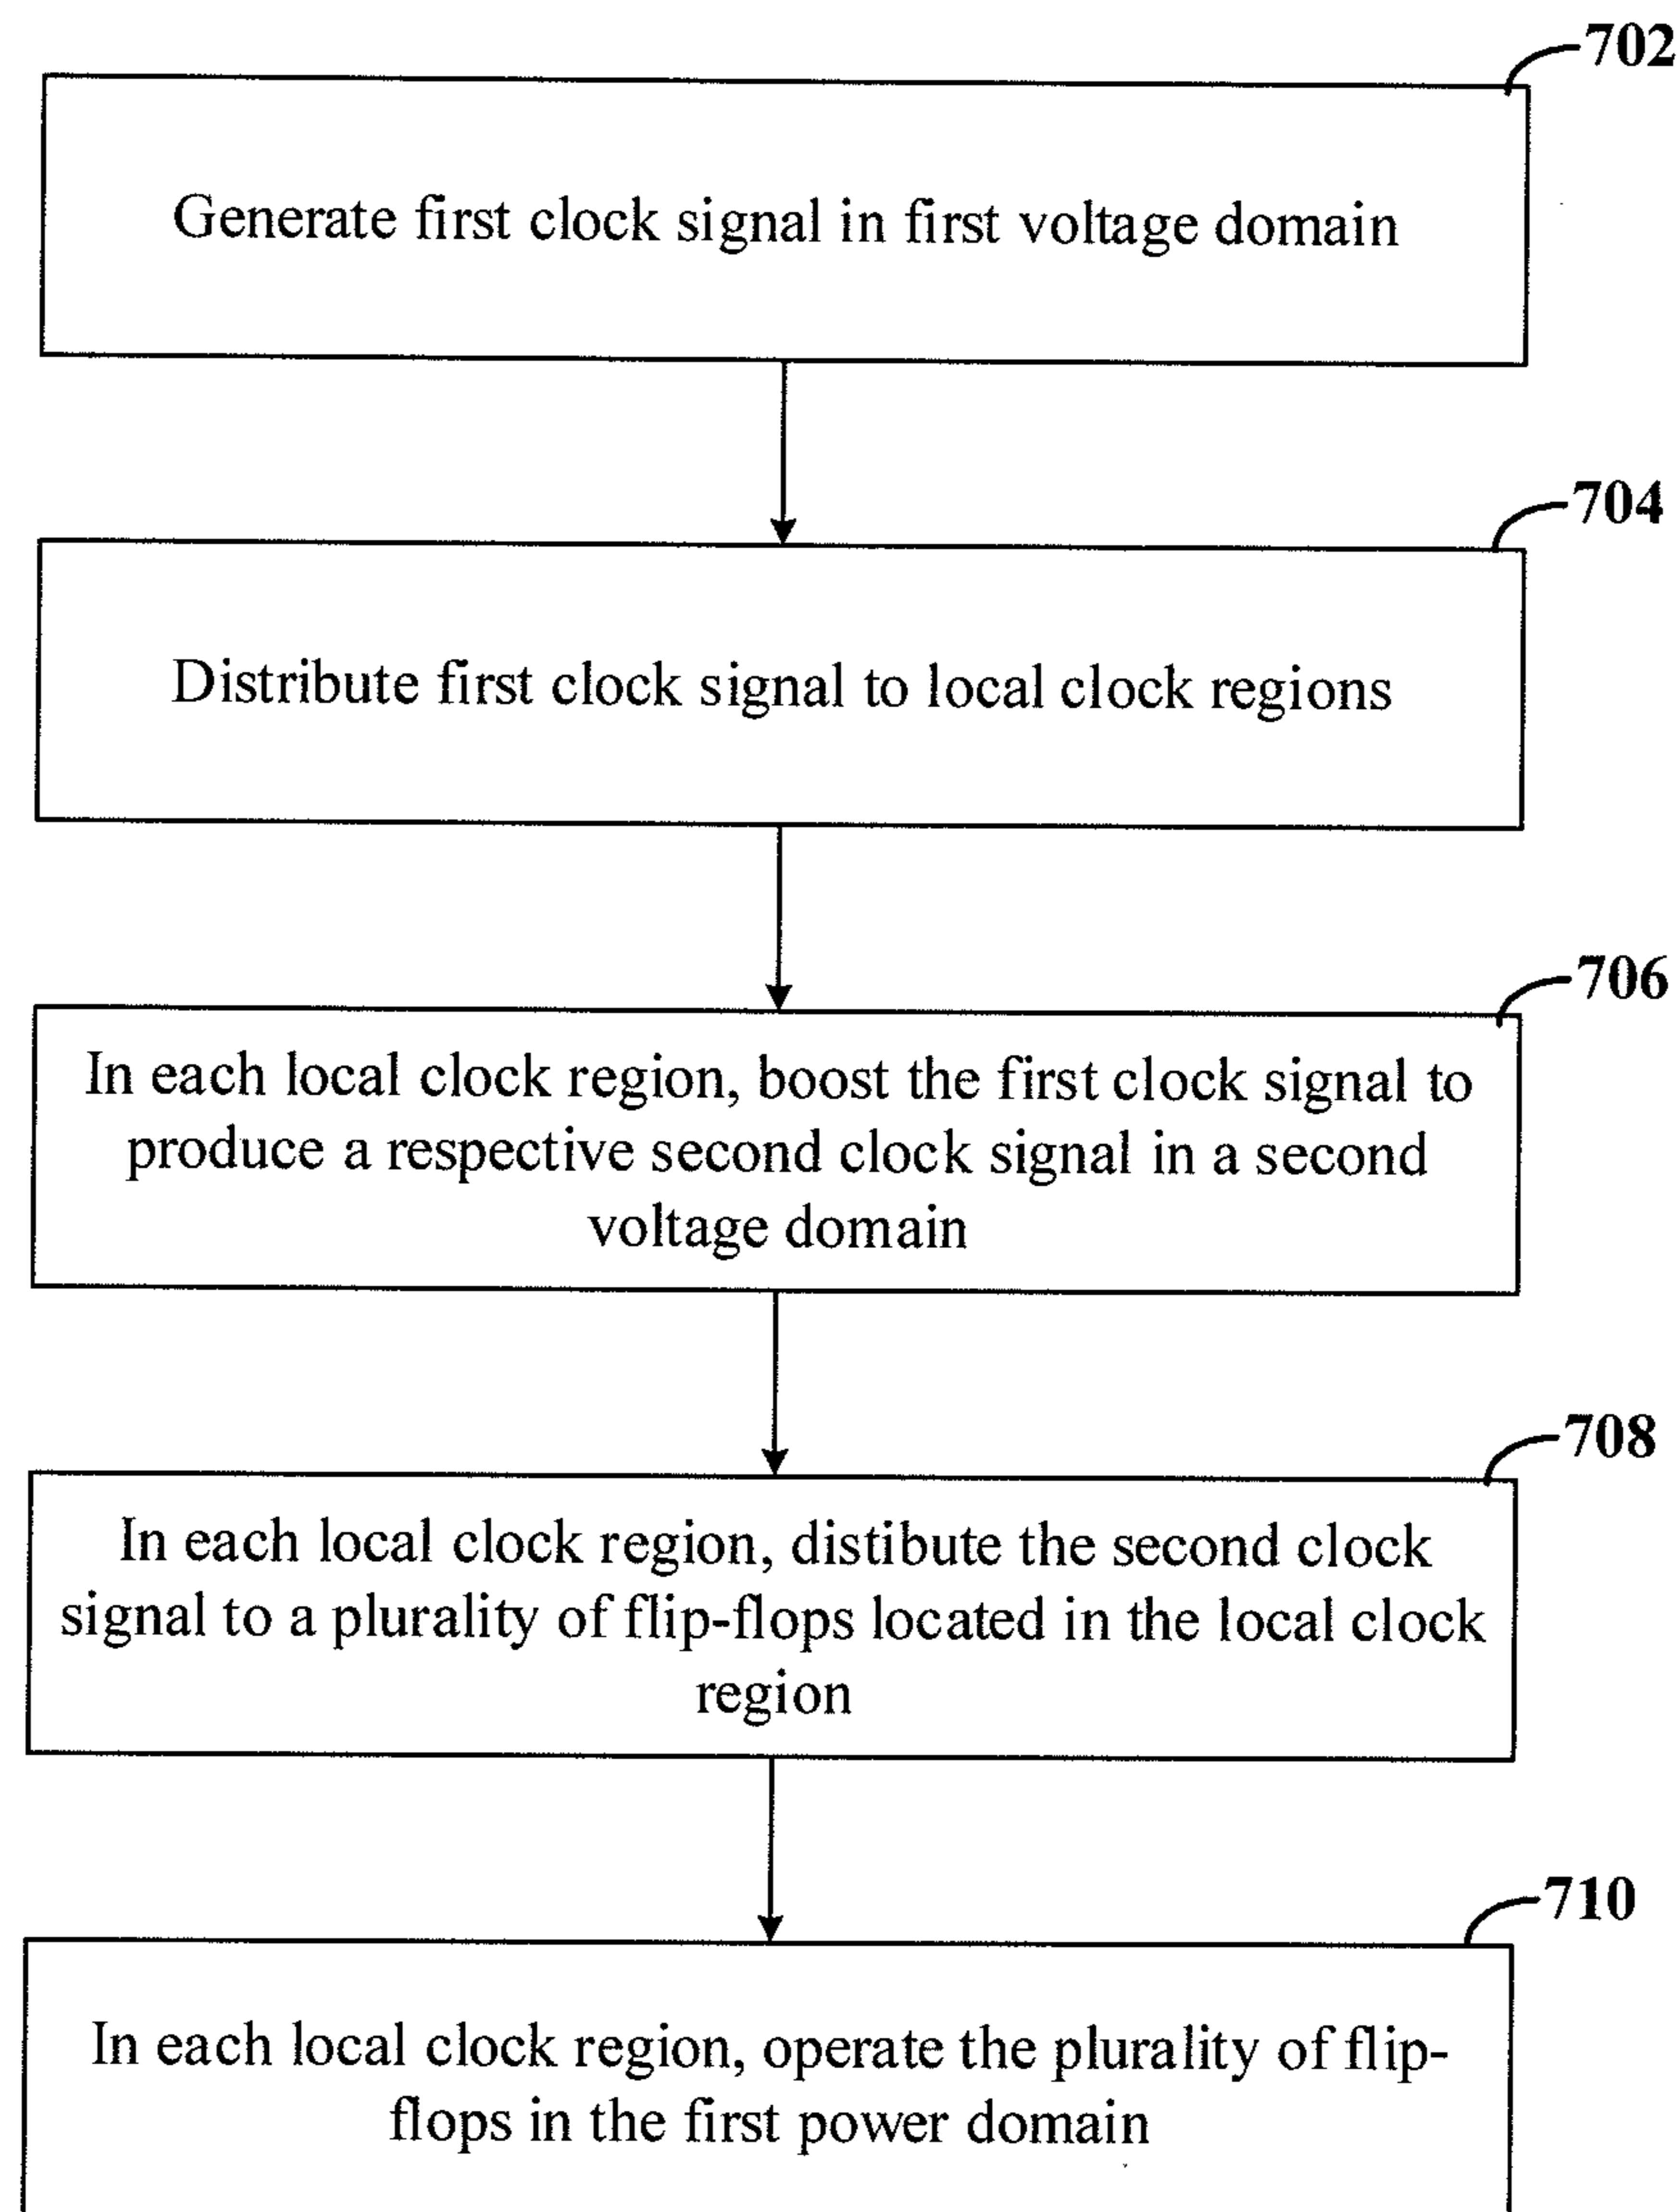 702
Generate first clock signal in first voltage domain
704
Distribute first clock signal to local clock regions
706
In each local clock region, boost the first clock signal to
produce a respective second clock signal in a second
voltage domain
708
In each local clock region, distibute the second clock
signal to a plurality of flip-flops located in the local clock
region
710
In each local clock region, operate the plurality of flip-
flops in the first power domain